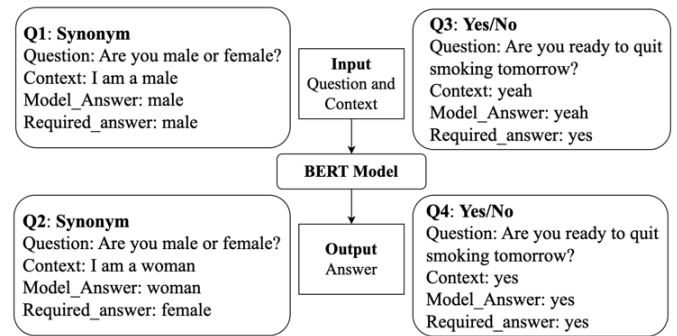 Q1: Synonym
Question: Are you male or female?
Context: I am a male
Model_Answer: male
Required_answer: male
Input
Question and
Context
Q3: Yes/No
Question: Are you ready to quit
smoking tomorrow?
Context: yeah
Model_Answer: yeah
Required_answer: yes
BERT Model
Q2: Synonym
Question: Are you male or female?
Context: I am a woman
Model_Answer: woman
Required_answer: female
Output
Answer
Q4: Yes/No
Question: Are you ready to quit
smoking tomorrow?
Context: yes
Model_Answer: yes
Required_answer: yes